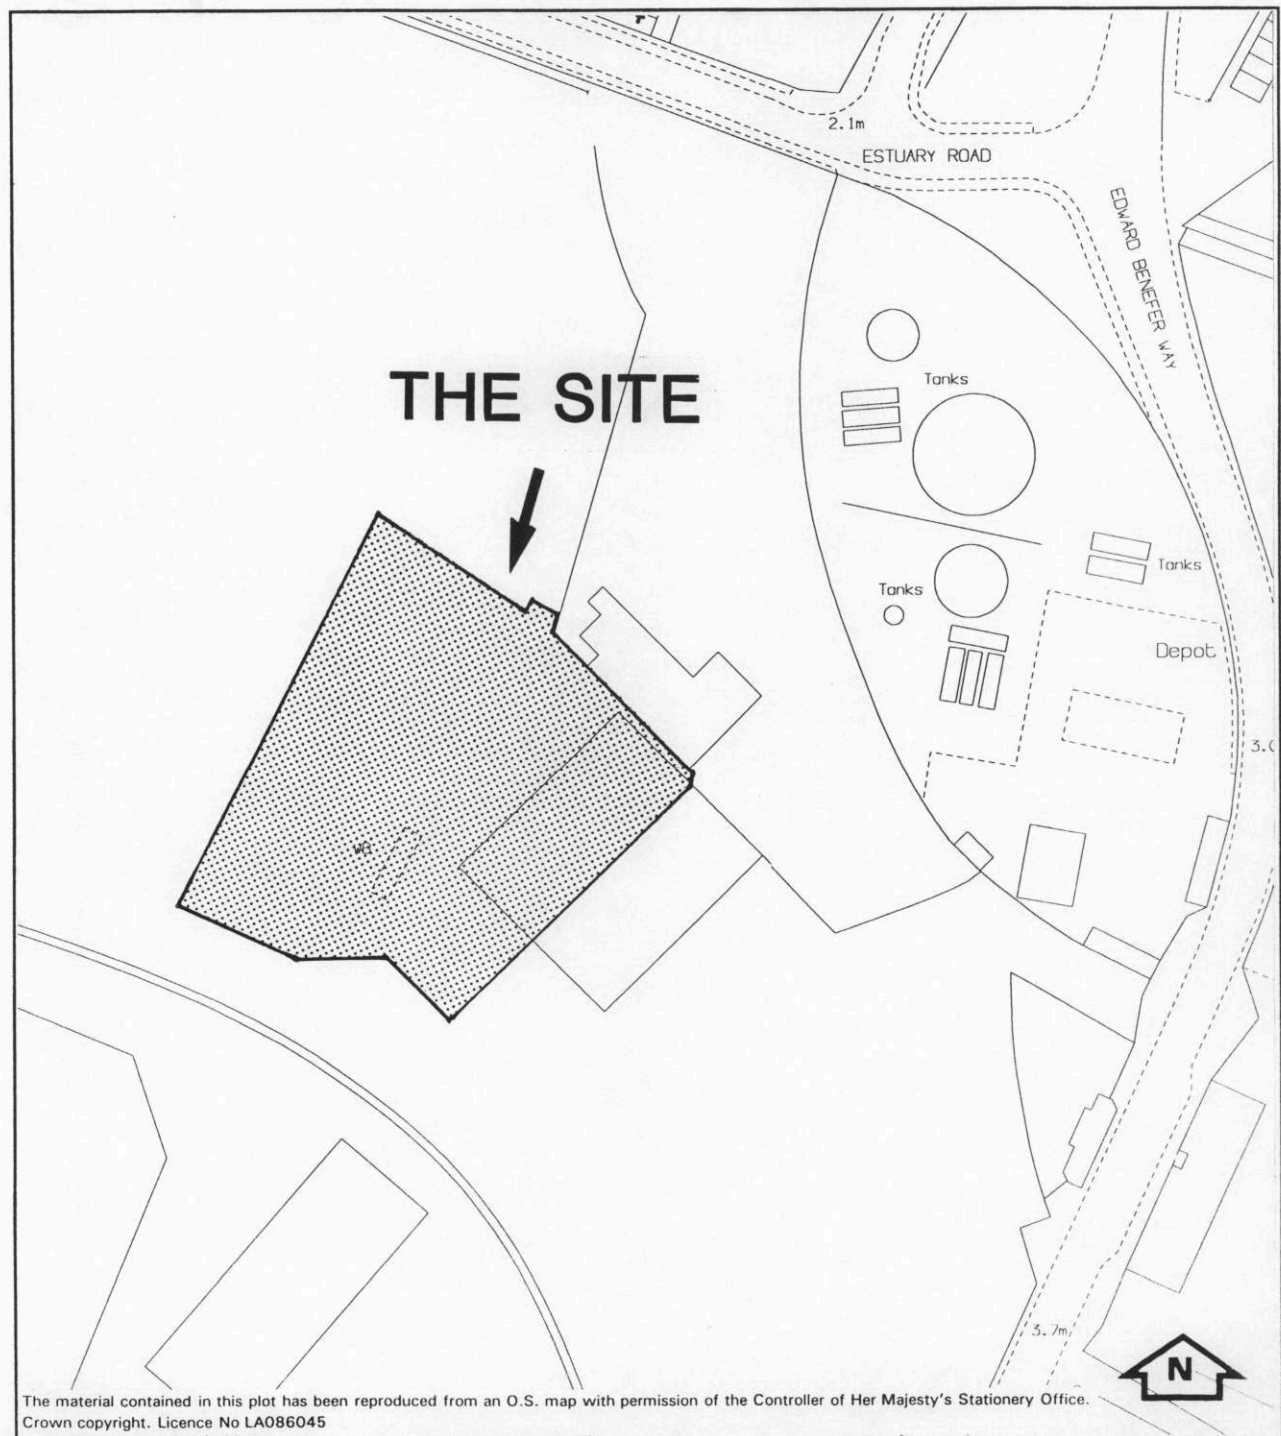 2.1m
ESTUARY ROAD
EDWARD BENEFER WAY
THE SITE
Tanks
Tanks
Tanks
Depot
WB
3.7m
N
The material contained in this plot has been reproduced from an O.S. map with permission of the Controller of Her Majesty's Stationery Office.
Crown copyright. Licence No LA086045